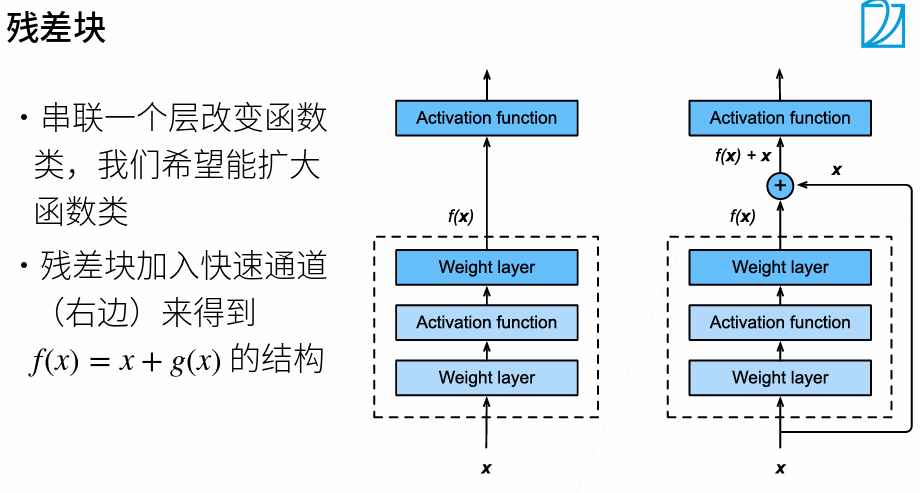 残差块
• 串联一个层改变函数
类，我们希望能扩大
函数类
• 残差块加入快速通道
（右边）来得到
f(x) = x + g(x) 的结构
Activation function
f(x)
Weight layer
Activation function
Weight layer
x
Activation function
f(x) + x
x
+
f(x)
Weight layer
Activation function
Weight layer
x